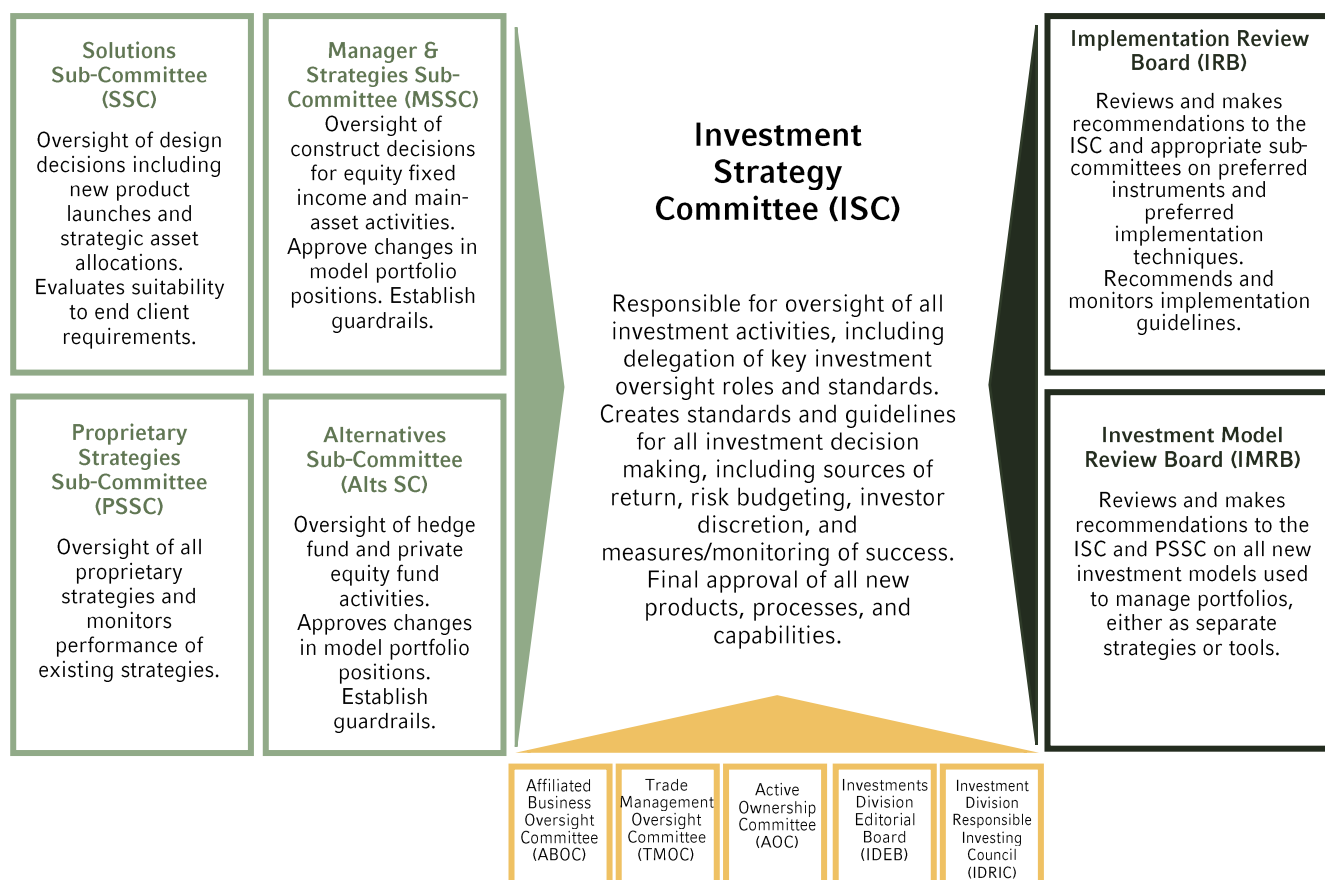 Solutions
Sub-Committee
(SSC)
Oversight of design
decisions including
new product
launches and
strategic asset
allocations.
Evaluates suitability
to end client
requirements.
Manager &
Strategies Sub-
Committee (MSSC)
Oversight of
construct decisions
for equity fixed
income and main-
asset activities.
Approve changes in
model portfolio
positions. Establish
guardrails.
Proprietary
Strategies
Sub-Committee
(PSSC)
Oversight of all
proprietary
strategies and
monitors
performance of
existing strategies.
Alternatives
Sub-Committee
(Alts SC)
Oversight of hedge
fund and private
equity fund
activities.
Approves changes
in model portfolio
positions.
Establish
guardrails.
Investment
Strategy
Committee (ISC)
Responsible for oversight of all
investment activities, including
delegation of key investment
oversight roles and standards.
Creates standards and guidelines
for all investment decision
making, including sources of
return, risk budgeting, investor
discretion, and
measures/monitoring of success.
Final approval of all new
products, processes, and
capabilities.
Implementation Review
Board (IRB)
Reviews and makes
recommendations to the
ISC and appropriate sub-
committees on preferred
instruments and
preferred
implementation
techniques.
Recommends and
monitors implementation
guidelines.
Investment Model
Review Board (IMRB)
Reviews and makes
recommendations to the
ISC and PSSC on all new
investment models used
to manage portfolios,
either as separate
strategies or tools.
Affiliated
Business
Oversight
Committee
(ABOC)
Trade
Management
Oversight
Committee
(TMOC)
Active
Ownership
Committee
(AOC)
Investments
Division
Editorial
Board
(IDEB)
Investment
Division
Responsible
Investing
Council
(IDRIC)